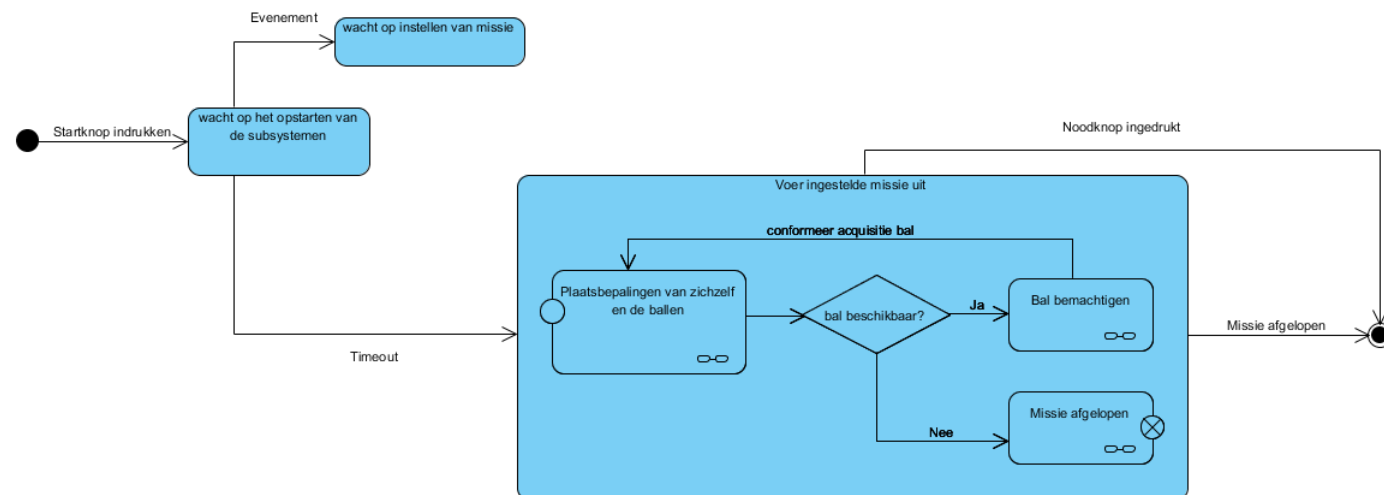 Evenement
wacht op instellen van missie
Startknop indrukken
wacht op het opstarten van
de subsystemen
Noodknop ingedrukt
Voer ingestelde missie uit
conformeer acquisitie bal
Plaatsbepalingen van zichzelf
en de ballen
bal beschikbaar?
Ja
Bal bemachtigen
Missie afgelopen
Timeout
Nee
Missie afgelopen